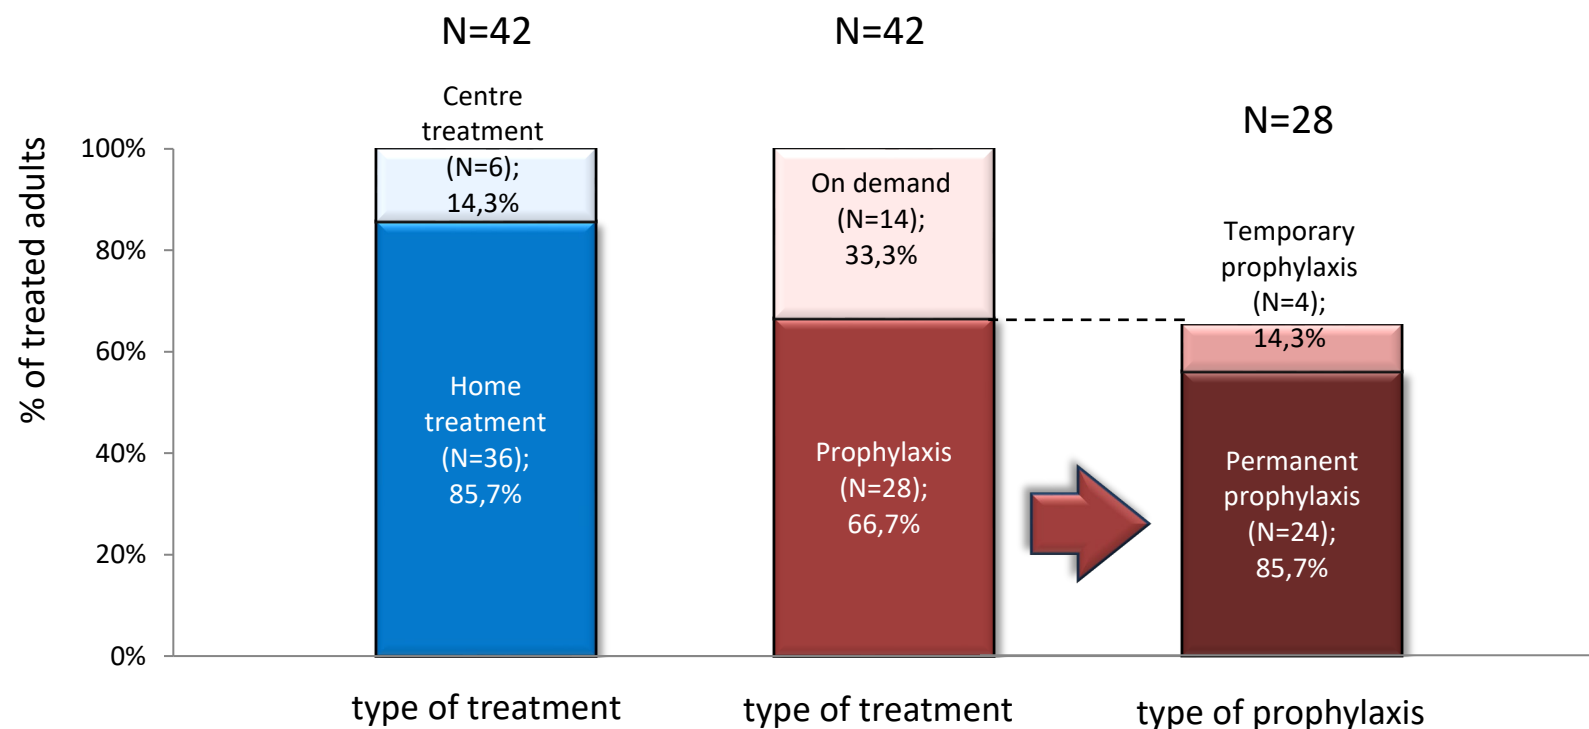 N=42
N=42
N=28
% of treated adults
100%
80%
60%
40%
20%
0%
Centre
treatment
(N=6);
14,3%
Home
treatment
(N=36);
85,7%
On demand
(N=14);
33,3%
Prophylaxis
(N=28);
66,7%
Temporary
prophylaxis
(N=4);
14,3%
Permanent
prophylaxis
(N=24);
85,7%
type of treatment
type of treatment
type of prophylaxis